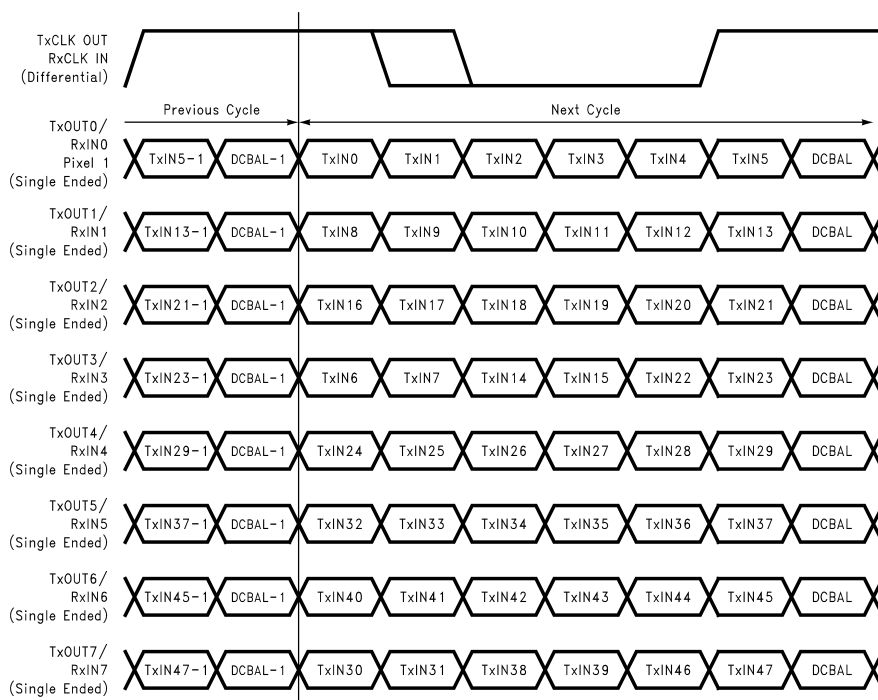 TxCLK OUT
RxCLK IN
(Differential)
Previous Cycle
Next Cycle
TxOUT0/
RxIN0
Pixel 1
(Single Ended)
TxIN5-1 DCBAL-1 TxIN0 TxIN1 TxIN2 TxIN3 TxIN4 TxIN5 DCBAL
TxOUT1/
RxIN1
(Single Ended)
TxIN13-1 DCBAL-1 TxIN8 TxIN9 TxIN10 TxIN11 TxIN12 TxIN13 DCBAL
TxOUT2/
RxIN2
(Single Ended)
TxIN21-1 DCBAL-1 TxIN16 TxIN17 TxIN18 TxIN19 TxIN20 TxIN21 DCBAL
TxOUT3/
RxIN3
(Single Ended)
TxIN23-1 DCBAL-1 TxIN6 TxIN7 TxIN14 TxIN15 TxIN22 TxIN23 DCBAL
TxOUT4/
RxIN4
(Single Ended)
TxIN29-1 DCBAL-1 TxIN24 TxIN25 TxIN26 TxIN27 TxIN28 TxIN29 DCBAL
TxOUT5/
RxIN5
(Single Ended)
TxIN37-1 DCBAL-1 TxIN32 TxIN33 TxIN34 TxIN35 TxIN36 TxIN37 DCBAL
TxOUT6/
RxIN6
(Single Ended)
TxIN45-1 DCBAL-1 TxIN40 TxIN41 TxIN42 TxIN43 TxIN44 TxIN45 DCBAL
TxOUT7/
RxIN7
(Single Ended)
TxIN47-1 DCBAL-1 TxIN30 TxIN31 TxIN38 TxIN39 TxIN46 TxIN47 DCBAL